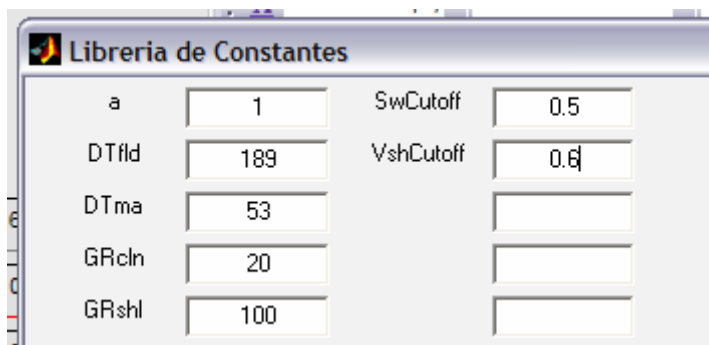 Libreria de Constantes
a 1 SwCutoff 0.5
DTfld 189 VshCutoff 0.6
DTma 53
GRcln 20
GRshl 100